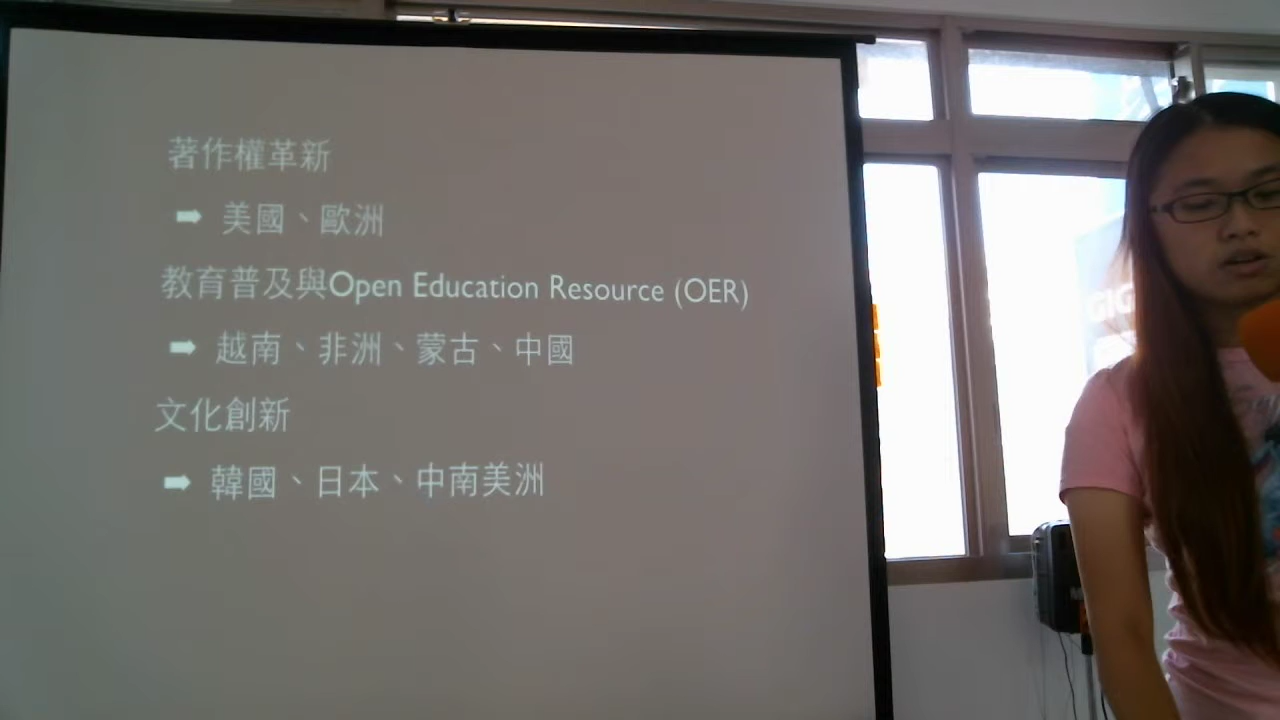 著作權革新
➡ 美國、歐洲
教育普及與Open Education Resource (OER)
➡ 越南、非洲、蒙古、中國
文化創新
➡ 韓國、日本、中南美洲